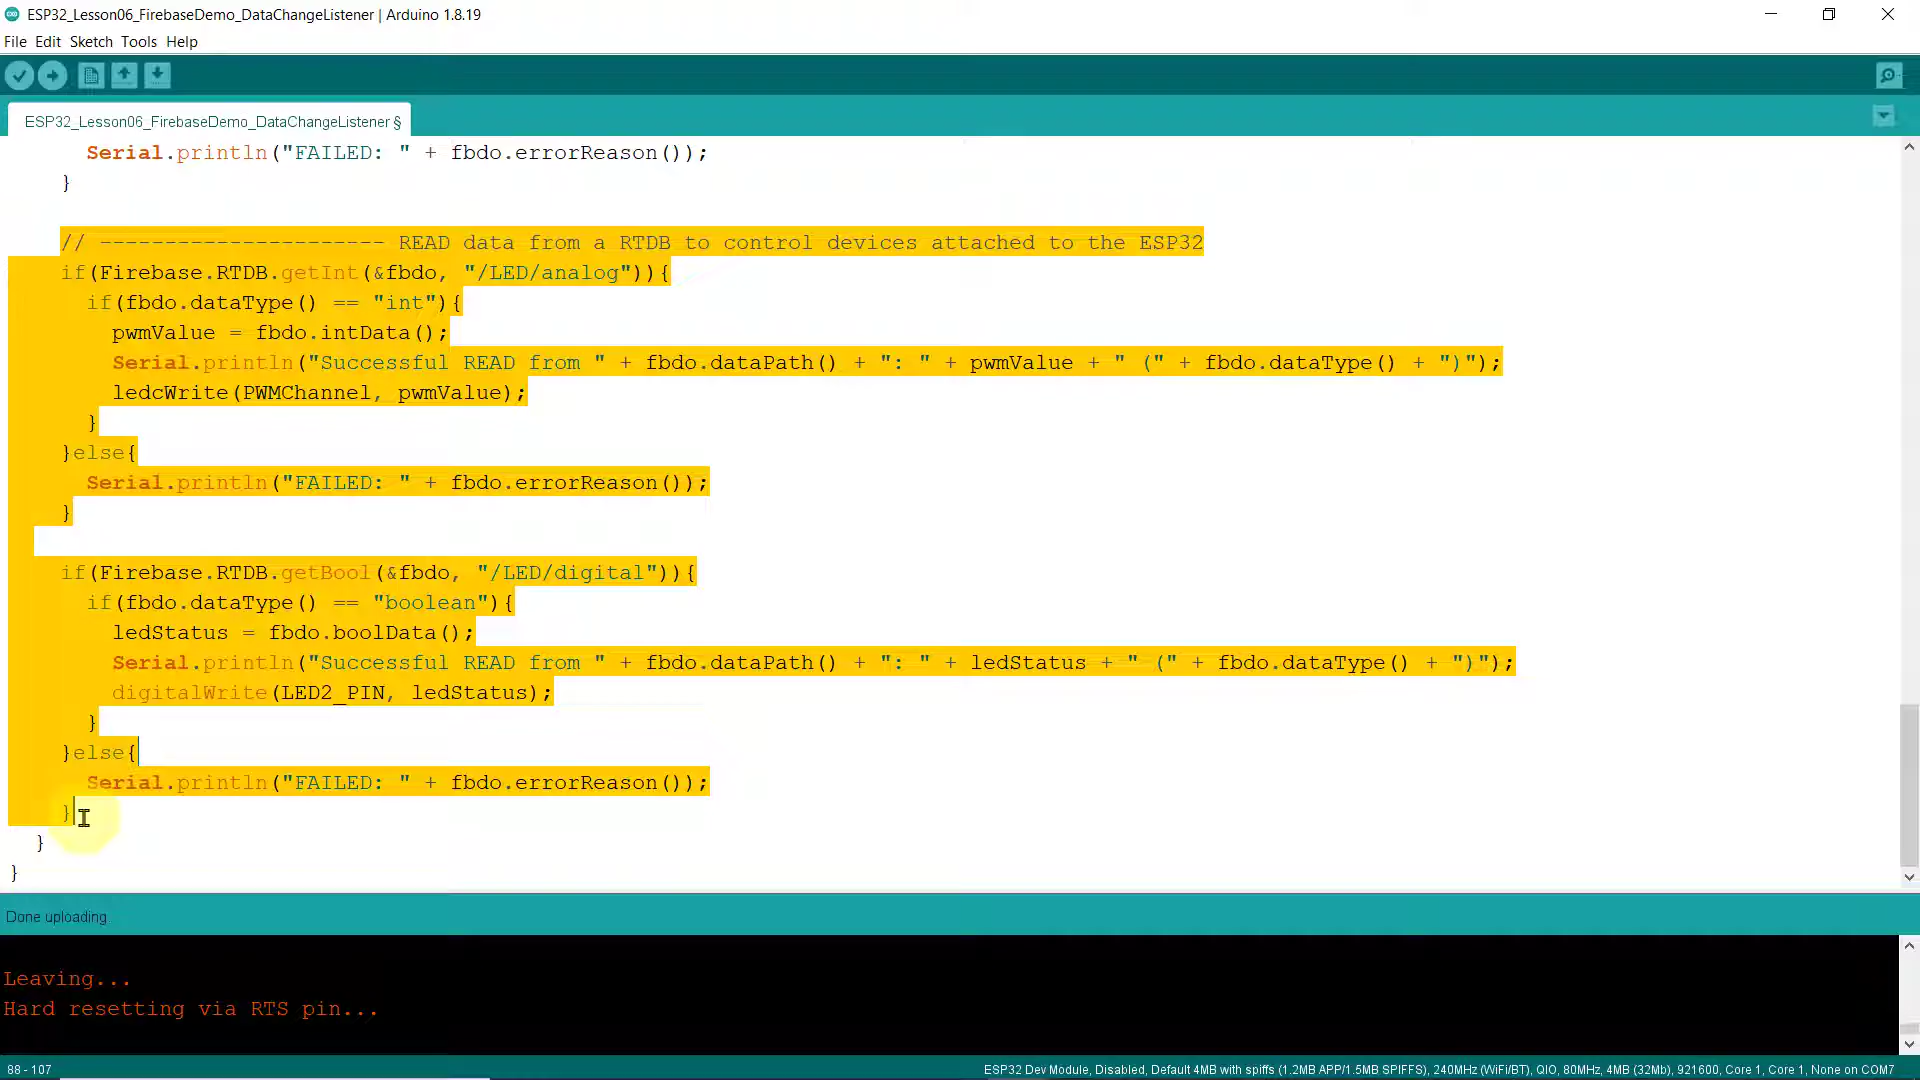 ESP32_Lesson06_FirebaseDemo_DataChangeListener | Arduino 1.8.19
File Edit Sketch Tools Help
ESP32_Lesson06_FirebaseDemo_DataChangeListener §
Serial.println("FAILED: " + fbdo.errorReason());
}
// ---------------------- READ data from a RTDB to control devices attached to the ESP32
if(Firebase.RTDB.getInt(&fbdo, "/LED/analog")){
if(fbdo.dataType() == "int"){
pwmValue = fbdo.intData();
Serial.println("Successful READ from " + fbdo.dataPath() + ": " + pwmValue + " (" + fbdo.dataType() + ")");
ledcWrite(PWMChannel, pwmValue);
}
}else{
Serial.println("FAILED: " + fbdo.errorReason());
}
if(Firebase.RTDB.getBool(&fbdo, "/LED/digital")){
if(fbdo.dataType() == "boolean"){
ledStatus = fbdo.boolData();
Serial.println("Successful READ from " + fbdo.dataPath() + ": " + ledStatus + " (" + fbdo.dataType() + ")");
digitalWrite(LED2_PIN, ledStatus);
}
}else{
Serial.println("FAILED: " + fbdo.errorReason());
}
}
}
Done uploading.
Leaving...
Hard resetting via RTS pin...
88 - 107
ESP32 Dev Module, Disabled, Default 4MB with spiffs (1.2MB APP/1.5MB SPIFFS), 240MHz (WiFi/BT), QIO, 80MHz, 4MB (32Mb), 921600, Core 1, Core 1, None on COM7